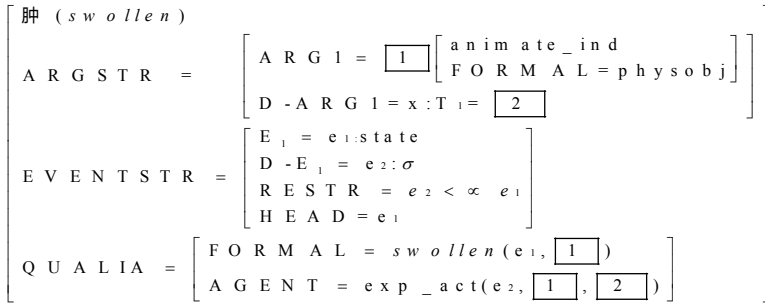 肿 (swollen)
ARGSTR = ARG1 = 1 animate_ind
FORMAL=physobj
D-ARG1=x:T1= 2
EVENTSTR = E1 = e1:state
D-E1 = e2:σ
RESTR = e2 < ∝ e1
HEAD=e1
QUALIA = FORMAL = swollen(e1, 1 )
AGENT = exp_act(e2, 1 , 2 )